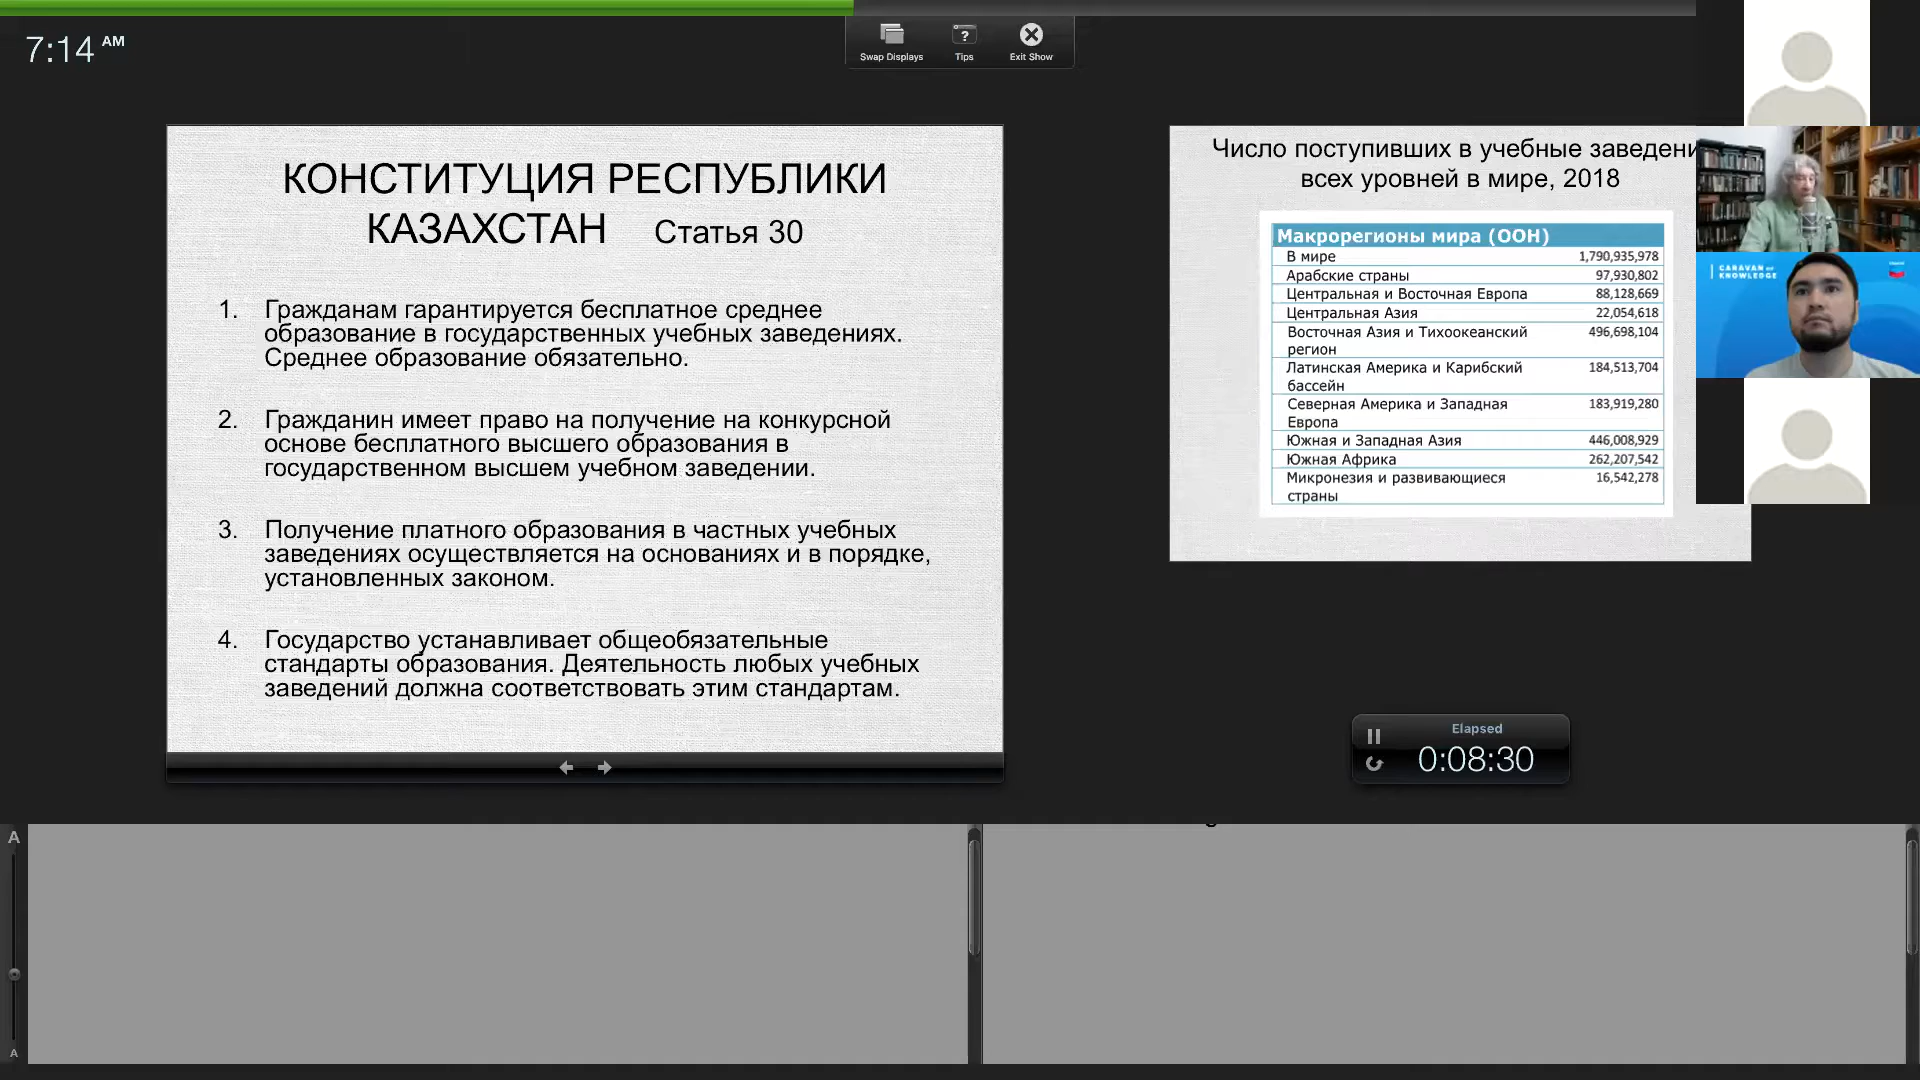 7:14 AM
Swap Displays
Tips
Exit Show
КОНСТИТУЦИЯ РЕСПУБЛИКИ
КАЗАХСТАН Статья 30
1. Гражданам гарантируется бесплатное среднее
образование в государственных учебных заведениях.
Среднее образование обязательно.
2. Гражданин имеет право на получение на конкурсной
основе бесплатного высшего образования в
государственном высшем учебном заведении.
3. Получение платного образования в частных учебных
заведениях осуществляется на основаниях и в порядке,
установленных законом.
4. Государство устанавливает общеобязательные
стандарты образования. Деятельность любых учебных
заведений должна соответствовать этим стандартам.
Число поступивших в учебные заведени
всех уровней в мире, 2018
Макрорегионы мира (ООН)
В мире 1,790,935,978
Арабские страны 97,930,802
Центральная и Восточная Европа 88,128,669
Центральная Азия 22,054,618
Восточная Азия и Тихоокеанский 496,698,104
регион
Латинская Америка и Карибский 184,513,704
бассейн
Северная Америка и Западная 183,919,280
Европа
Южная и Западная Азия 446,008,929
Южная Африка 262,207,542
Микронезия и развивающиеся 16,542,278
страны
CARAVAN OF
KNOWLEDGE
Elapsed
0:08:30
A
A